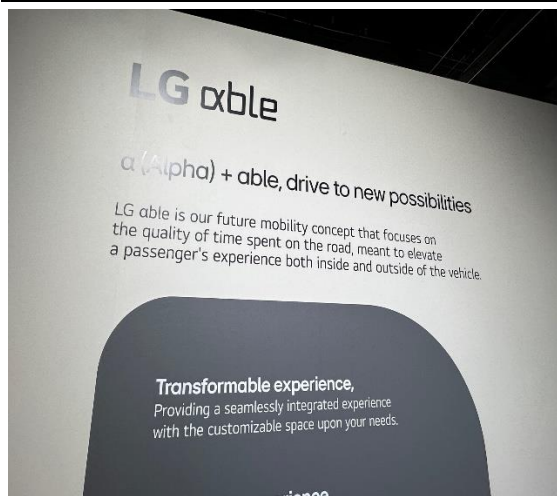 LG αble
α (Alpha) + able, drive to new possibilities
LG αble is our future mobility concept that focuses on
the quality of time spent on the road, meant to elevate
a passenger's experience both inside and outside of the vehicle.
Transformable experience,
Providing a seamlessly integrated experience
with the customizable space upon your needs.